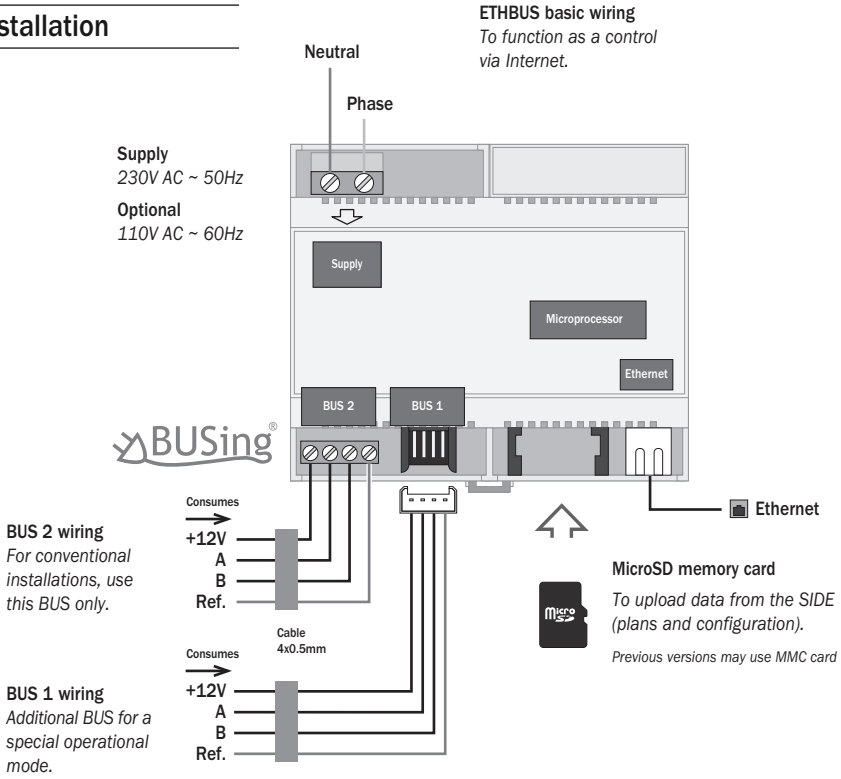 stallation
ETHBUS basic wiring
To function as a control
via Internet.
Neutral
Phase
Supply
230V AC ~ 50Hz
Optional
110V AC ~ 60Hz
Supply
Microprocessor
Ethernet
BUS 2
BUS 1
BUSing®
Consumes
+12V
A
B
Ref.
BUS 2 wiring
For conventional
installations, use
this BUS only.
Cable
4x0.5mm
Ethernet
MicroSD memory card
To upload data from the SIDE
(plans and configuration).
Previous versions may use MMC card
Micro
SD
Consumes
+12V
A
B
Ref.
BUS 1 wiring
Additional BUS for a
special operational
mode.